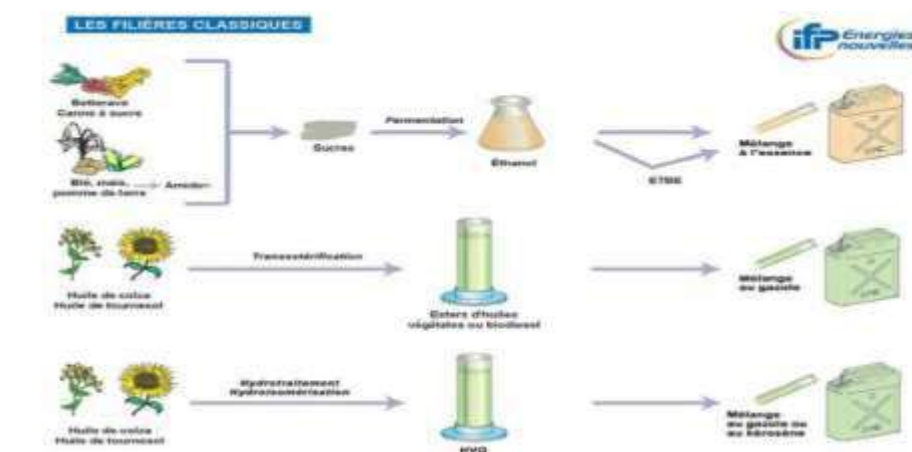 LES FILIÈRES CLASSIQUES
ifp Energies
nouvelles
Betterave
Canne à sucre
Blé, maïs,
pomme de terre
Amidon
Sucres
Fermentation
Éthanol
ETBE
Mélange
à l'essence
Huile de colza
Huile de tournesol
Transestérification
Esters d'huiles
végétales ou biodiesel
Mélange
au gazole
Huile de colza
Huile de tournesol
Hydrotraitement
Hydroisomérisation
HVO
Mélange
au gazole ou
au kérosène